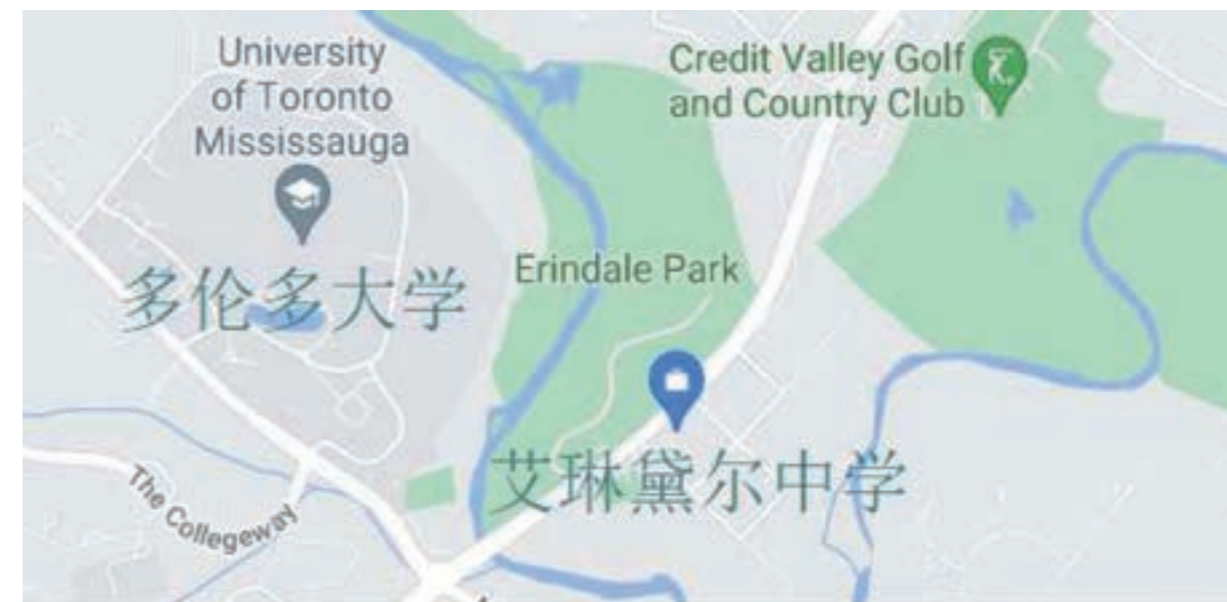 University
of Toronto
Mississauga
多伦多大学
Credit Valley Golf
and Country Club
Erindale Park
艾琳黛尔中学
The Collegeway